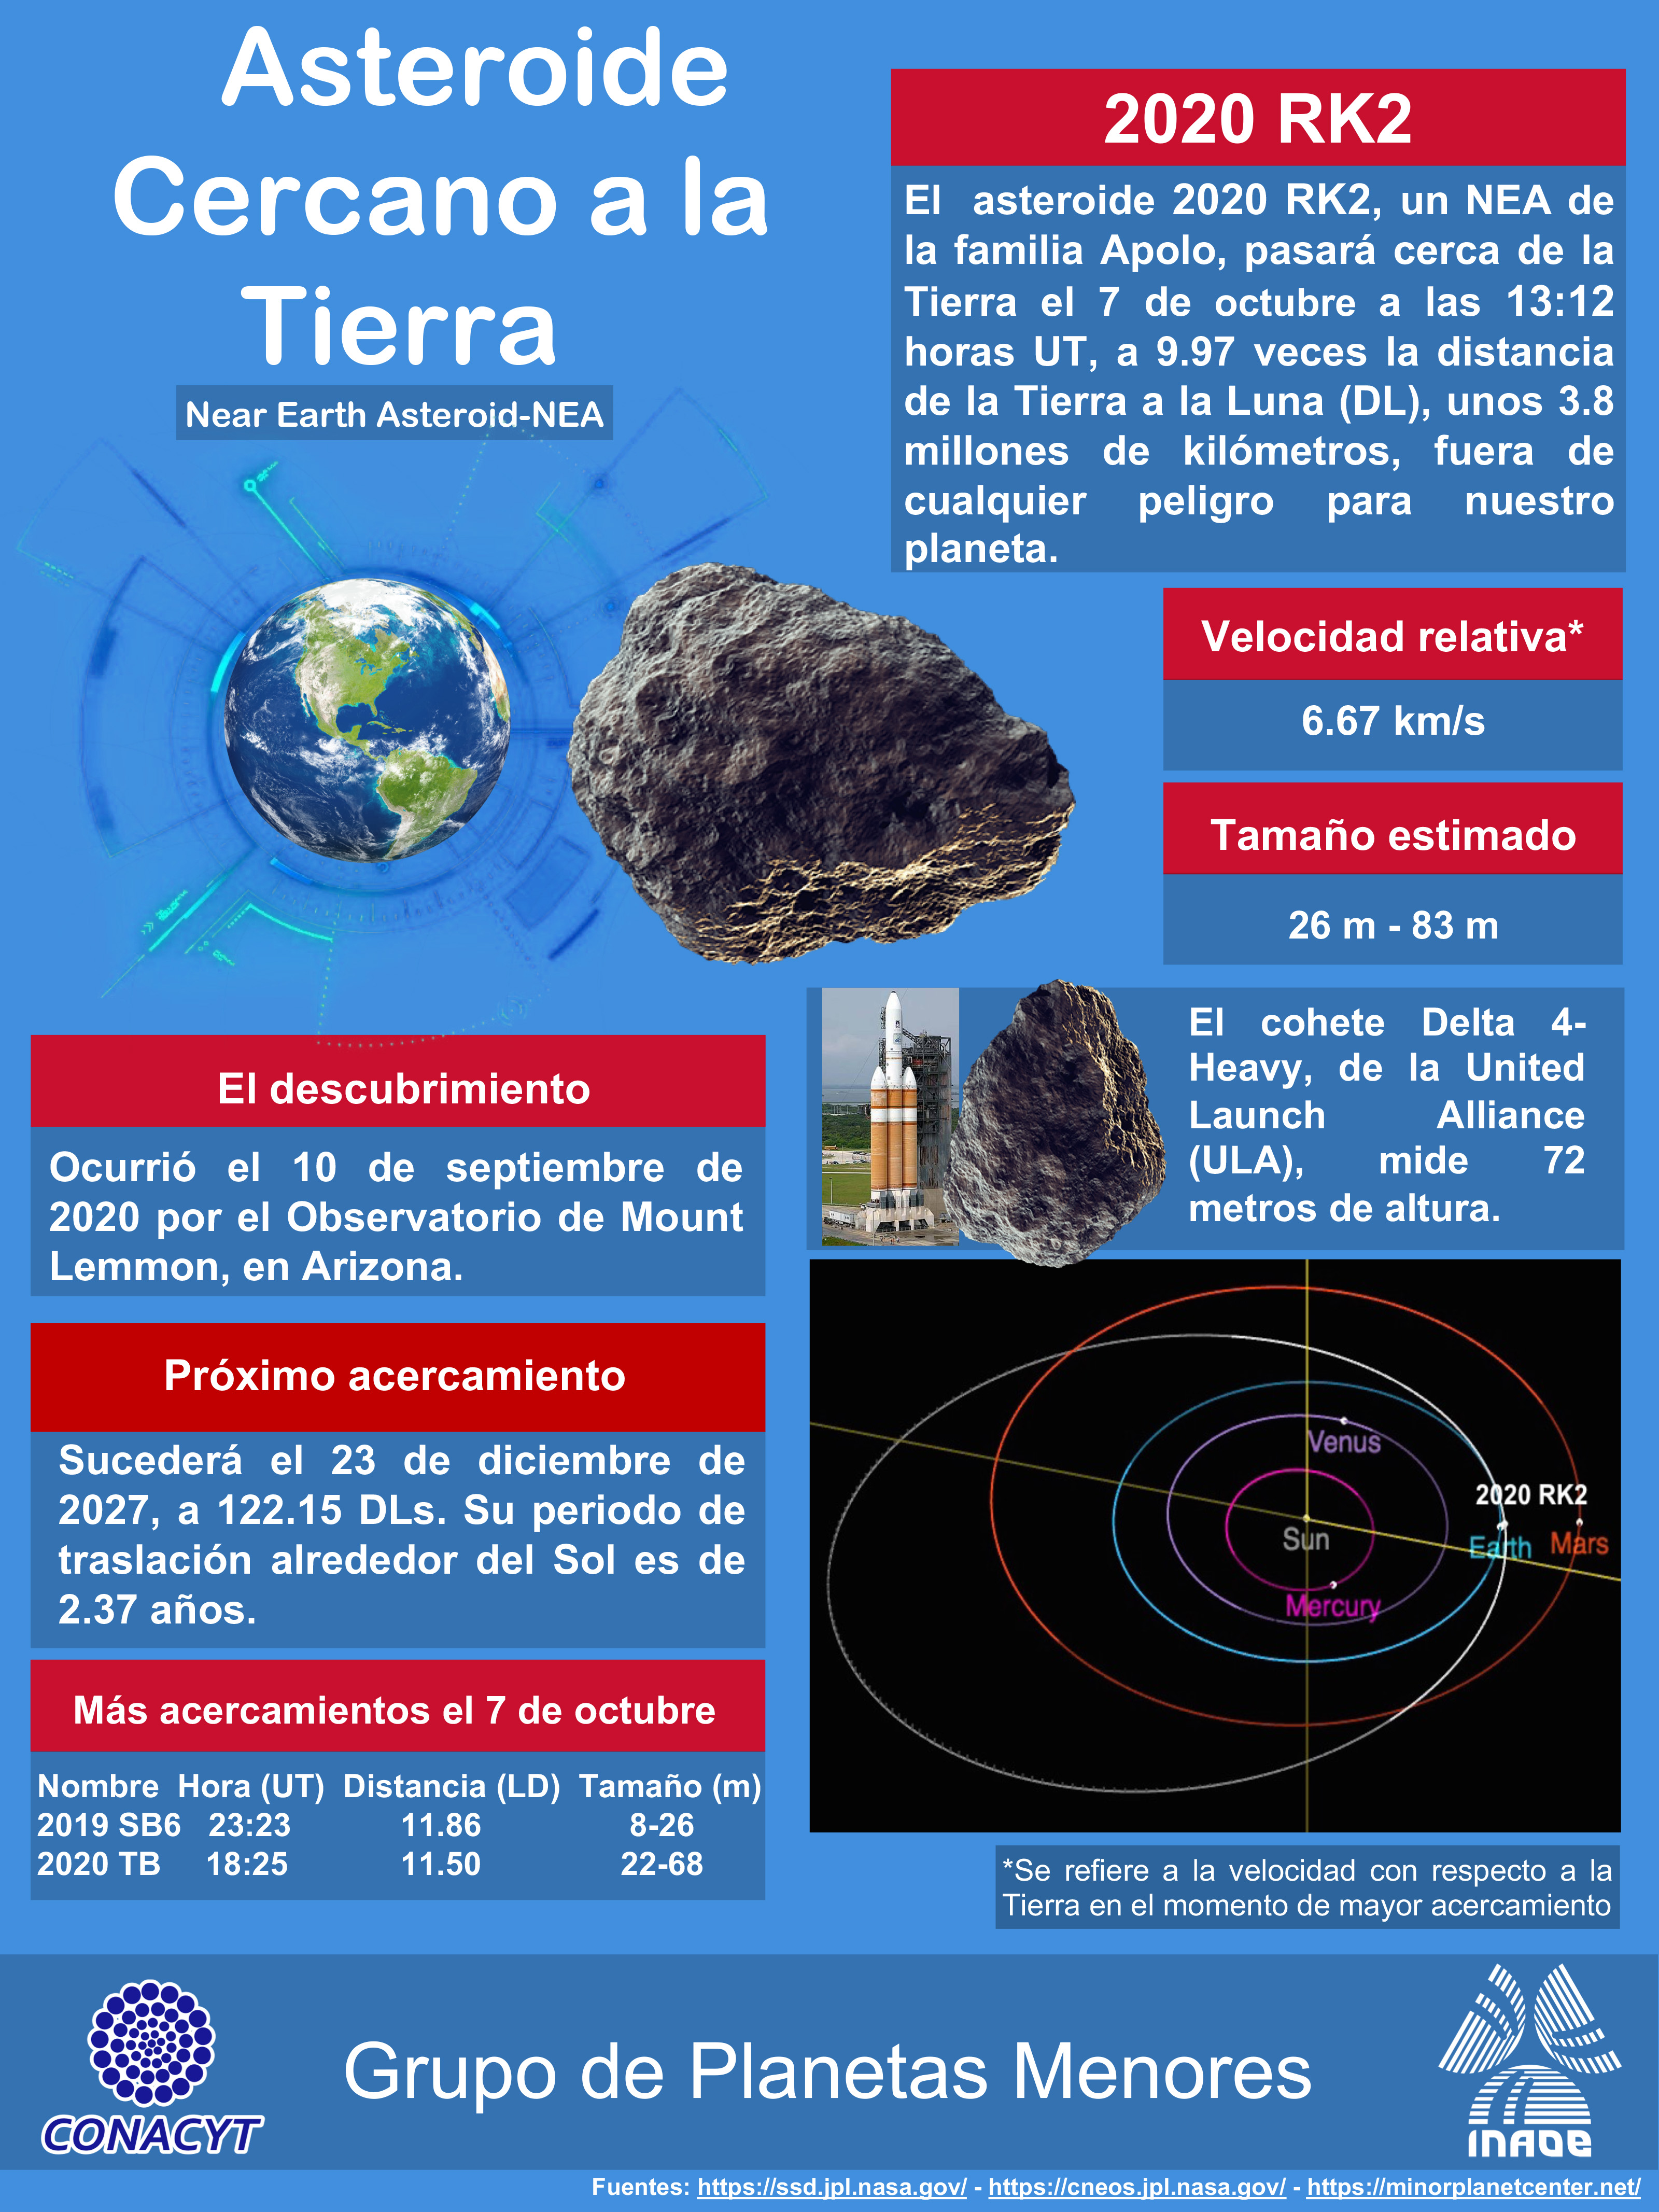 Asteroide
Cercano a la
Tierra
Near Earth Asteroid-NEA
2020 RK2
El asteroide 2020 RK2, un NEA de
la familia Apolo, pasará cerca de la
Tierra el 7 de octubre a las 13:12
horas UT, a 9.97 veces la distancia
de la Tierra a la Luna (DL), unos 3.8
millones de kilómetros, fuera de
cualquier peligro para nuestro
planeta.
Velocidad relativa*
6.67 km/s
Tamaño estimado
26 m - 83 m
El cohete Delta 4-
Heavy, de la United
Launch Alliance
(ULA), mide 72
metros de altura.
El descubrimiento
Ocurrió el 10 de septiembre de
2020 por el Observatorio de Mount
Lemmon, en Arizona.
Próximo acercamiento
Sucederá el 23 de diciembre de
2027, a 122.15 DLs. Su periodo de
traslación alrededor del Sol es de
2.37 años.
Más acercamientos el 7 de octubre
Nombre Hora (UT) Distancia (LD) Tamaño (m)
2019 SB6 23:23 11.86 8-26
2020 TB 18:25 11.50 22-68
Venus
2020 RK2
Sun
Earth Mars
Mercury
*Se refiere a la velocidad con respecto a la
Tierra en el momento de mayor acercamiento
CONACYT
Grupo de Planetas Menores
INAOE
Fuentes: https://ssd.jpl.nasa.gov/ - https://cneos.jpl.nasa.gov/ - https://minorplanetcenter.net/